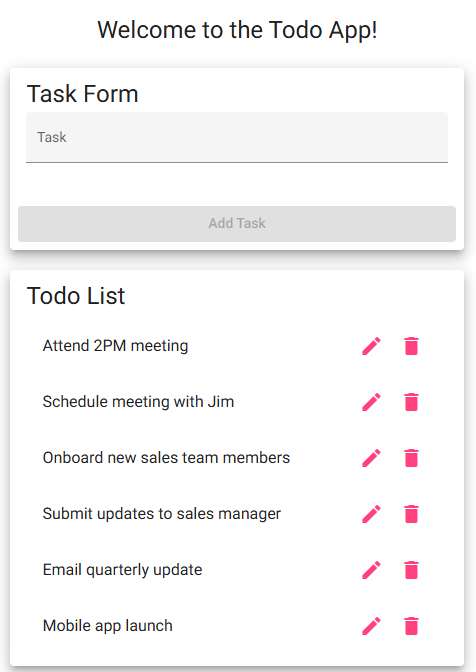 Welcome to the Todo App!
Task Form
Task
Add Task
Todo List
Attend 2PM meeting
Schedule meeting with Jim
Onboard new sales team members
Submit updates to sales manager
Email quarterly update
Mobile app launch